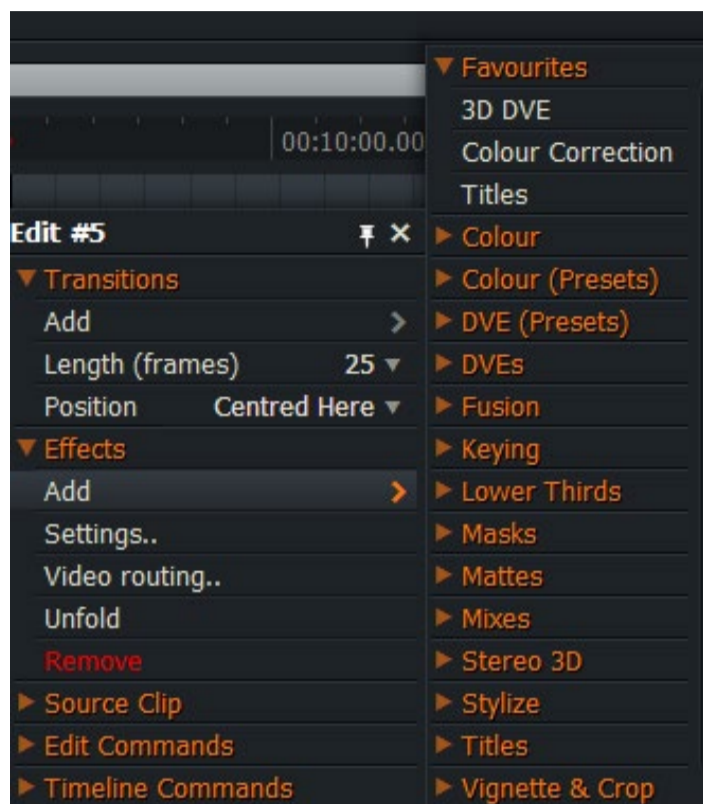 00:10:00.00
Edit #5
Transitions
Add
Length (frames) 25
Position Centred Here
Effects
Add
Settings..
Video routing..
Unfold
Remove
Source Clip
Edit Commands
Timeline Commands
Favourites
3D DVE
Colour Correction
Titles
Colour
Colour (Presets)
DVE (Presets)
DVEs
Fusion
Keying
Lower Thirds
Masks
Mattes
Mixes
Stereo 3D
Stylize
Titles
Vignette & Crop